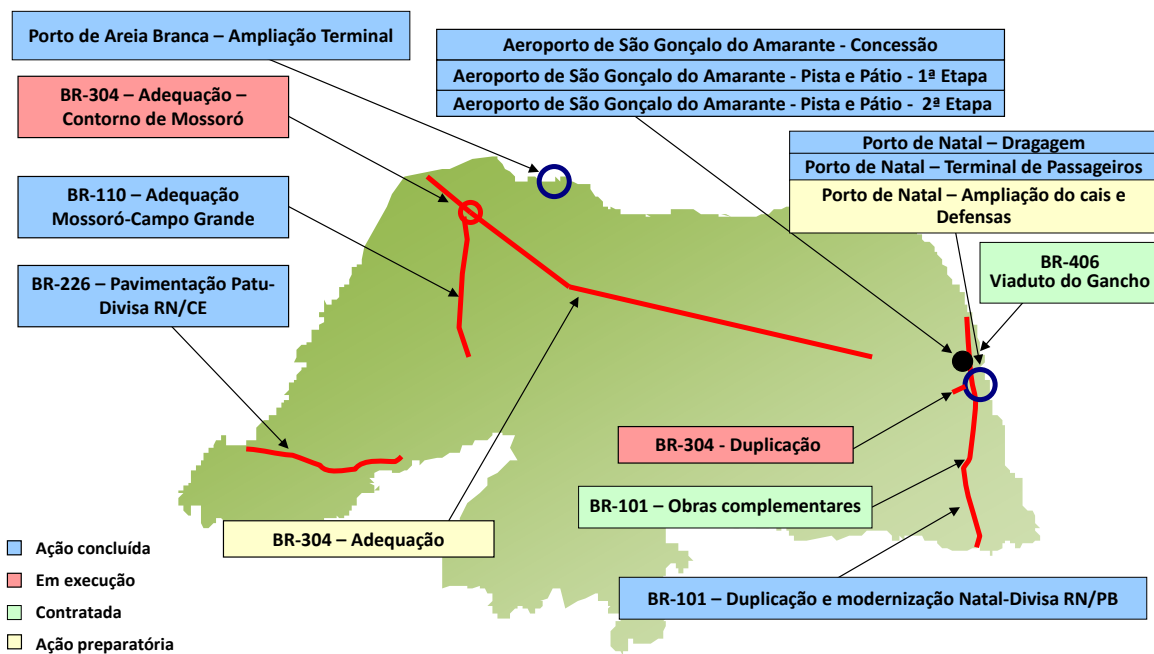 Porto de Areia Branca – Ampliação Terminal
Aeroporto de São Gonçalo do Amarante - Concessão
Aeroporto de São Gonçalo do Amarante - Pista e Pátio - 1ª Etapa
Aeroporto de São Gonçalo do Amarante - Pista e Pátio - 2ª Etapa
BR-304 – Adequação –
Contorno de Mossoró
Porto de Natal – Dragagem
Porto de Natal – Terminal de Passageiros
Porto de Natal – Ampliação do cais e
Defensas
BR-110 – Adequação
Mossoró-Campo Grande
BR-406
Viaduto do Gancho
BR-226 – Pavimentação Patu-
Divisa RN/CE
BR-304 - Duplicação
BR-101 – Obras complementares
BR-304 – Adequação
BR-101 – Duplicação e modernização Natal-Divisa RN/PB
Ação concluída
Em execução
Contratada
Ação preparatória